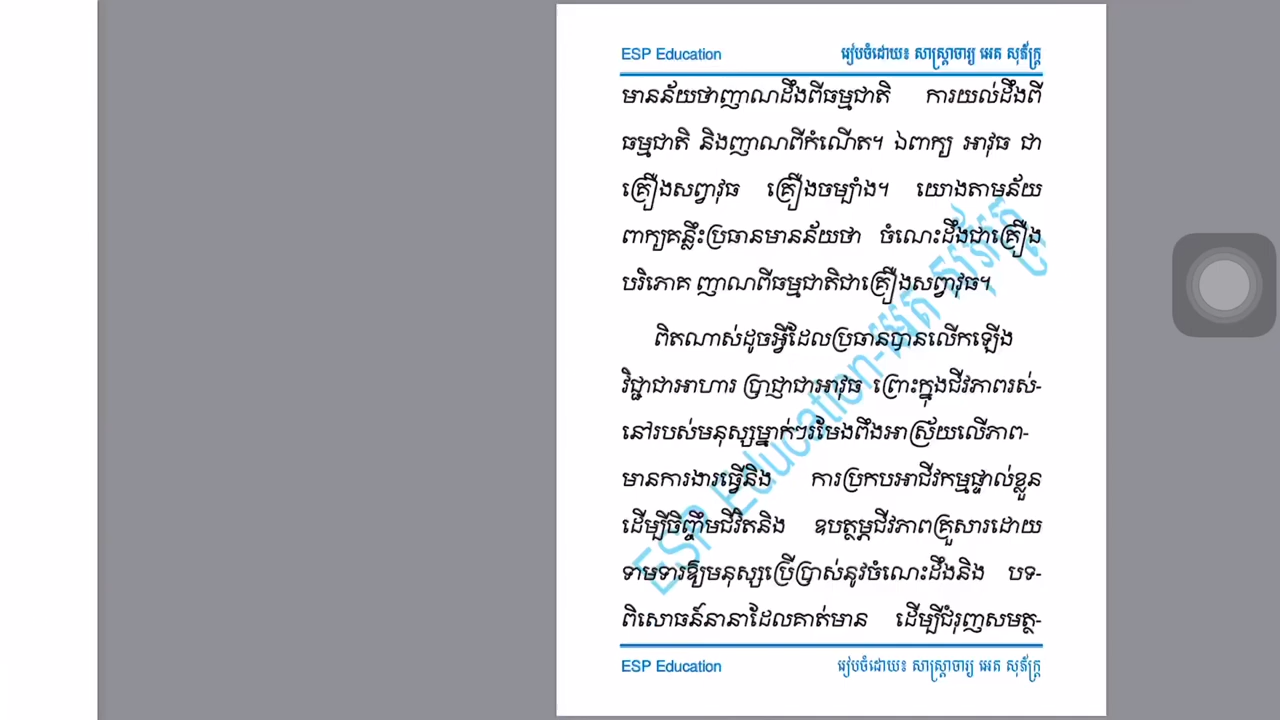 ESP Education រៀបចំដោយ៖ សាស្ត្រាចារ្យ អេត សុភ័ក្ត្រ
មានន័យថាញាណដឹងពីធម្មជាតិ ការយល់ដឹងពី
ធម្មជាតិ និងញាណពីកំណើត។ ឯពាក្យ អាវុធ ជា
គ្រឿងសព្វាវុធ គ្រឿងចម្បាំង។ យោងតាមន័យ
ពាក្យគន្លឹះប្រធានមានន័យថា ចំណេះដឹងជាគ្រឿង
បរិភោគ ញាណពីធម្មជាតិជាគ្រឿងសព្វាវុធ។
ពិតណាស់ដូចអ្វីដែលប្រធានបានលើកឡើង
វិជ្ជាជាអាហារ ប្រាជ្ញាជាអាវុធ ព្រោះក្នុងជីវភាពរស់-
នៅរបស់មនុស្សម្នាក់ៗរមែងពឹងអាស្រ័យលើភាព-
មានការងារធ្វើនិង ការប្រកបអាជីវកម្មផ្ទាល់ខ្លួន
ដើម្បីចិញ្ចឹមជីវិតនិង ឧបត្ថម្ភជីវភាពគ្រួសារដោយ
ទាមទារឱ្យមនុស្សប្រើប្រាស់នូវចំណេះដឹងនិង បទ-
ពិសោធន៍នានាដែលគាត់មាន ដើម្បីជំរុញសមត្ថ-
ESP Education រៀបចំដោយ៖ សាស្ត្រាចារ្យ អេត សុភ័ក្ត្រ
ESP Education-អេត សុភ័ក្ត្រ